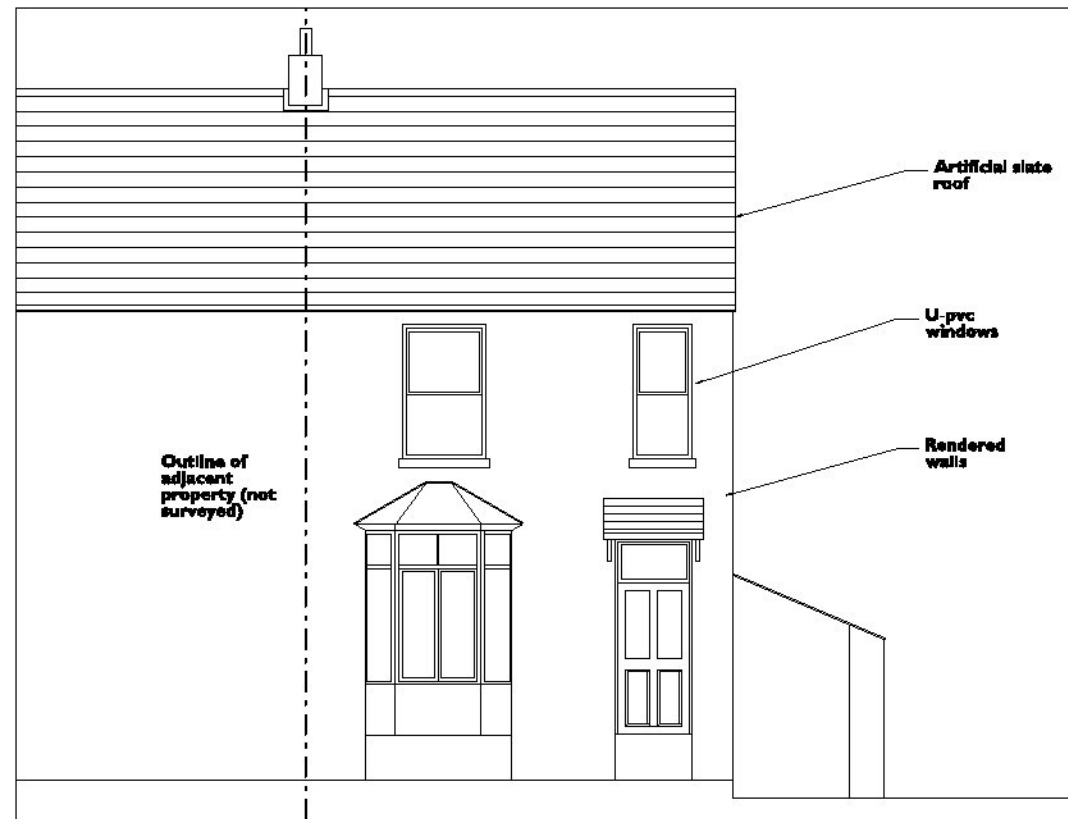 Artificial slate
roof
U-pvc
windows
Rendered
walls
Outline of
adjacent
property (not
surveyed)